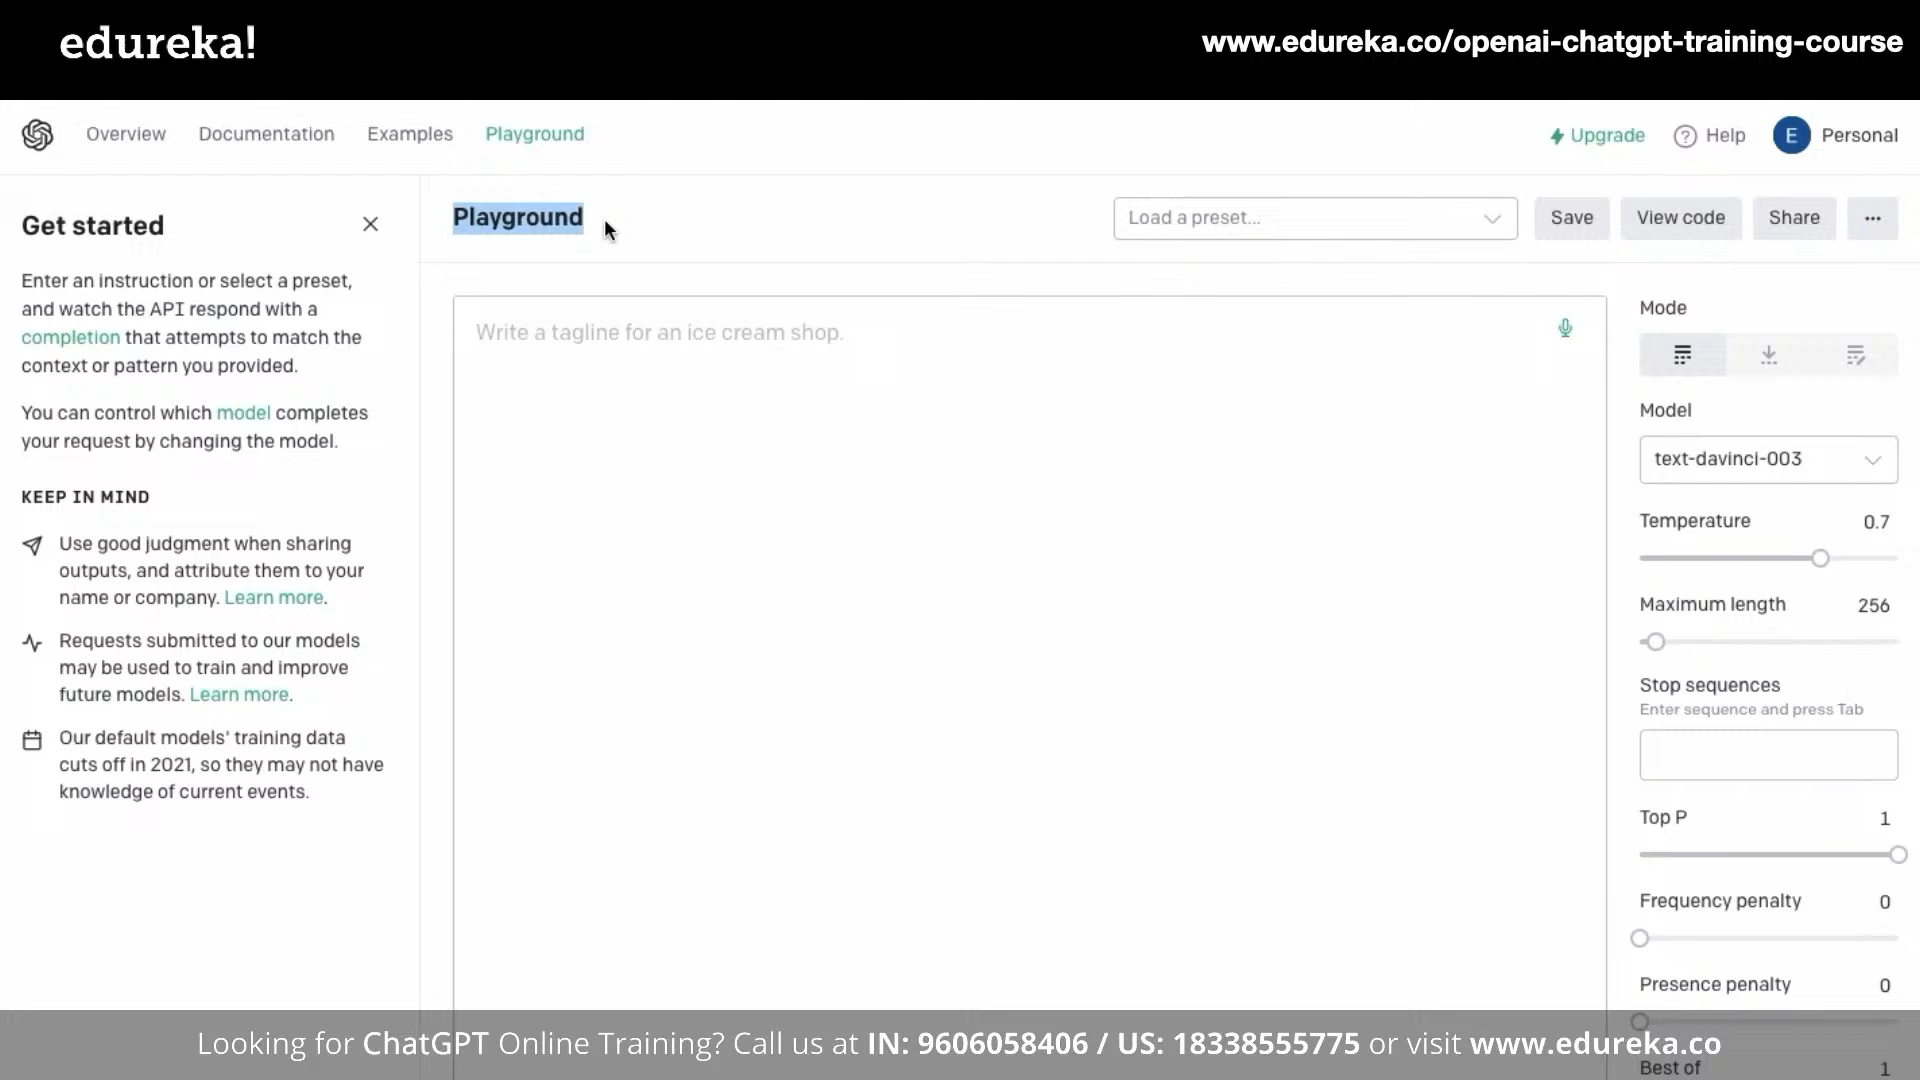 edureka!
www.edureka.co/openai-chatgpt-training-course
Overview Documentation Examples Playground
Upgrade Help E Personal
Get started
Playground
Load a preset...
Save View code Share ...
Enter an instruction or select a preset,
and watch the API respond with a
completion that attempts to match the
context or pattern you provided.
You can control which model completes
your request by changing the model.
KEEP IN MIND
Use good judgment when sharing
outputs, and attribute them to your
name or company. Learn more.
Requests submitted to our models
may be used to train and improve
future models. Learn more.
Our default models' training data
cuts off in 2021, so they may not have
knowledge of current events.
Write a tagline for an ice cream shop.
Mode
Model
text-davinci-003
Temperature 0.7
Maximum length 256
Stop sequences
Enter sequence and press Tab
Top P 1
Frequency penalty 0
Presence penalty 0
Best of 1
Looking for ChatGPT Online Training? Call us at IN: 9606058406 / US: 18338555775 or visit www.edureka.co